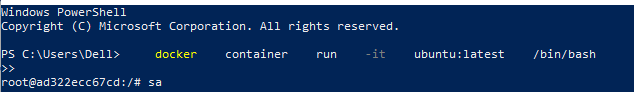 Windows PowerShell
Copyright (C) Microsoft Corporation. All rights reserved.
PS C:\Users\Dell> docker container run -it ubuntu:latest /bin/bash
>>
root@ad322ecc67cd:/# sa